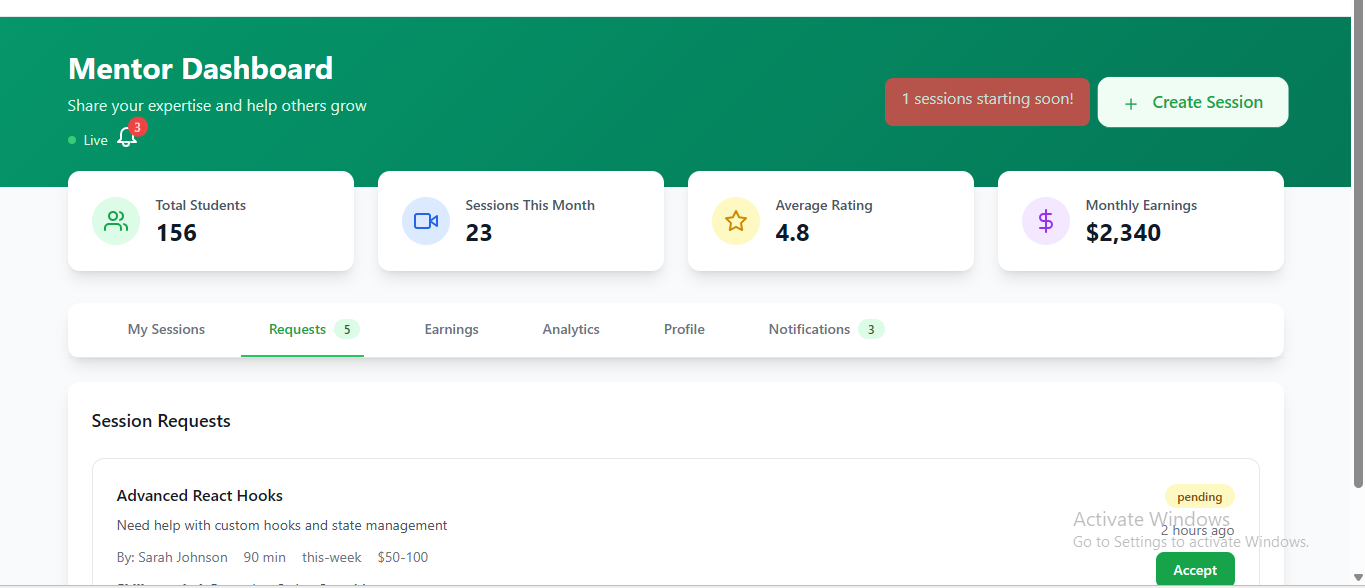 Mentor Dashboard
Share your expertise and help others grow
Live 3
1 sessions starting soon!
+ Create Session
Total Students
156
Sessions This Month
23
Average Rating
4.8
Monthly Earnings
$2,340
My Sessions Requests 5 Earnings Analytics Profile Notifications 3
Session Requests
Advanced React Hooks
pending
Need help with custom hooks and state management
2 hours ago
By: Sarah Johnson 90 min this-week $50-100
Accept
Activate Windows
Go to Settings to activate Windows.